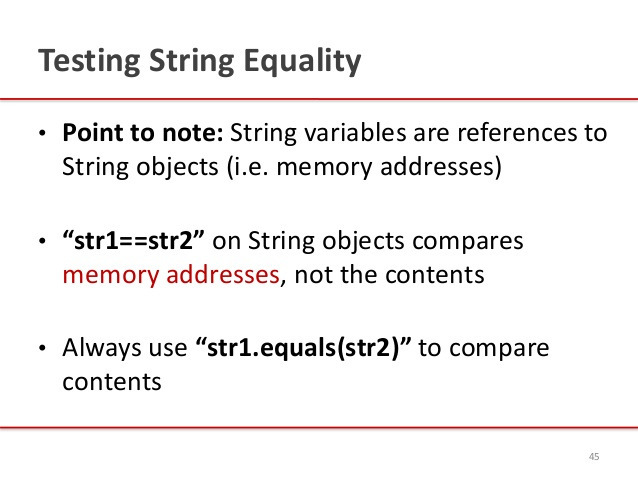 Testing String Equality
• Point to note: String variables are references to
String objects (i.e. memory addresses)
• “str1==str2” on String objects compares
memory addresses, not the contents
• Always use “str1.equals(str2)” to compare
contents
45